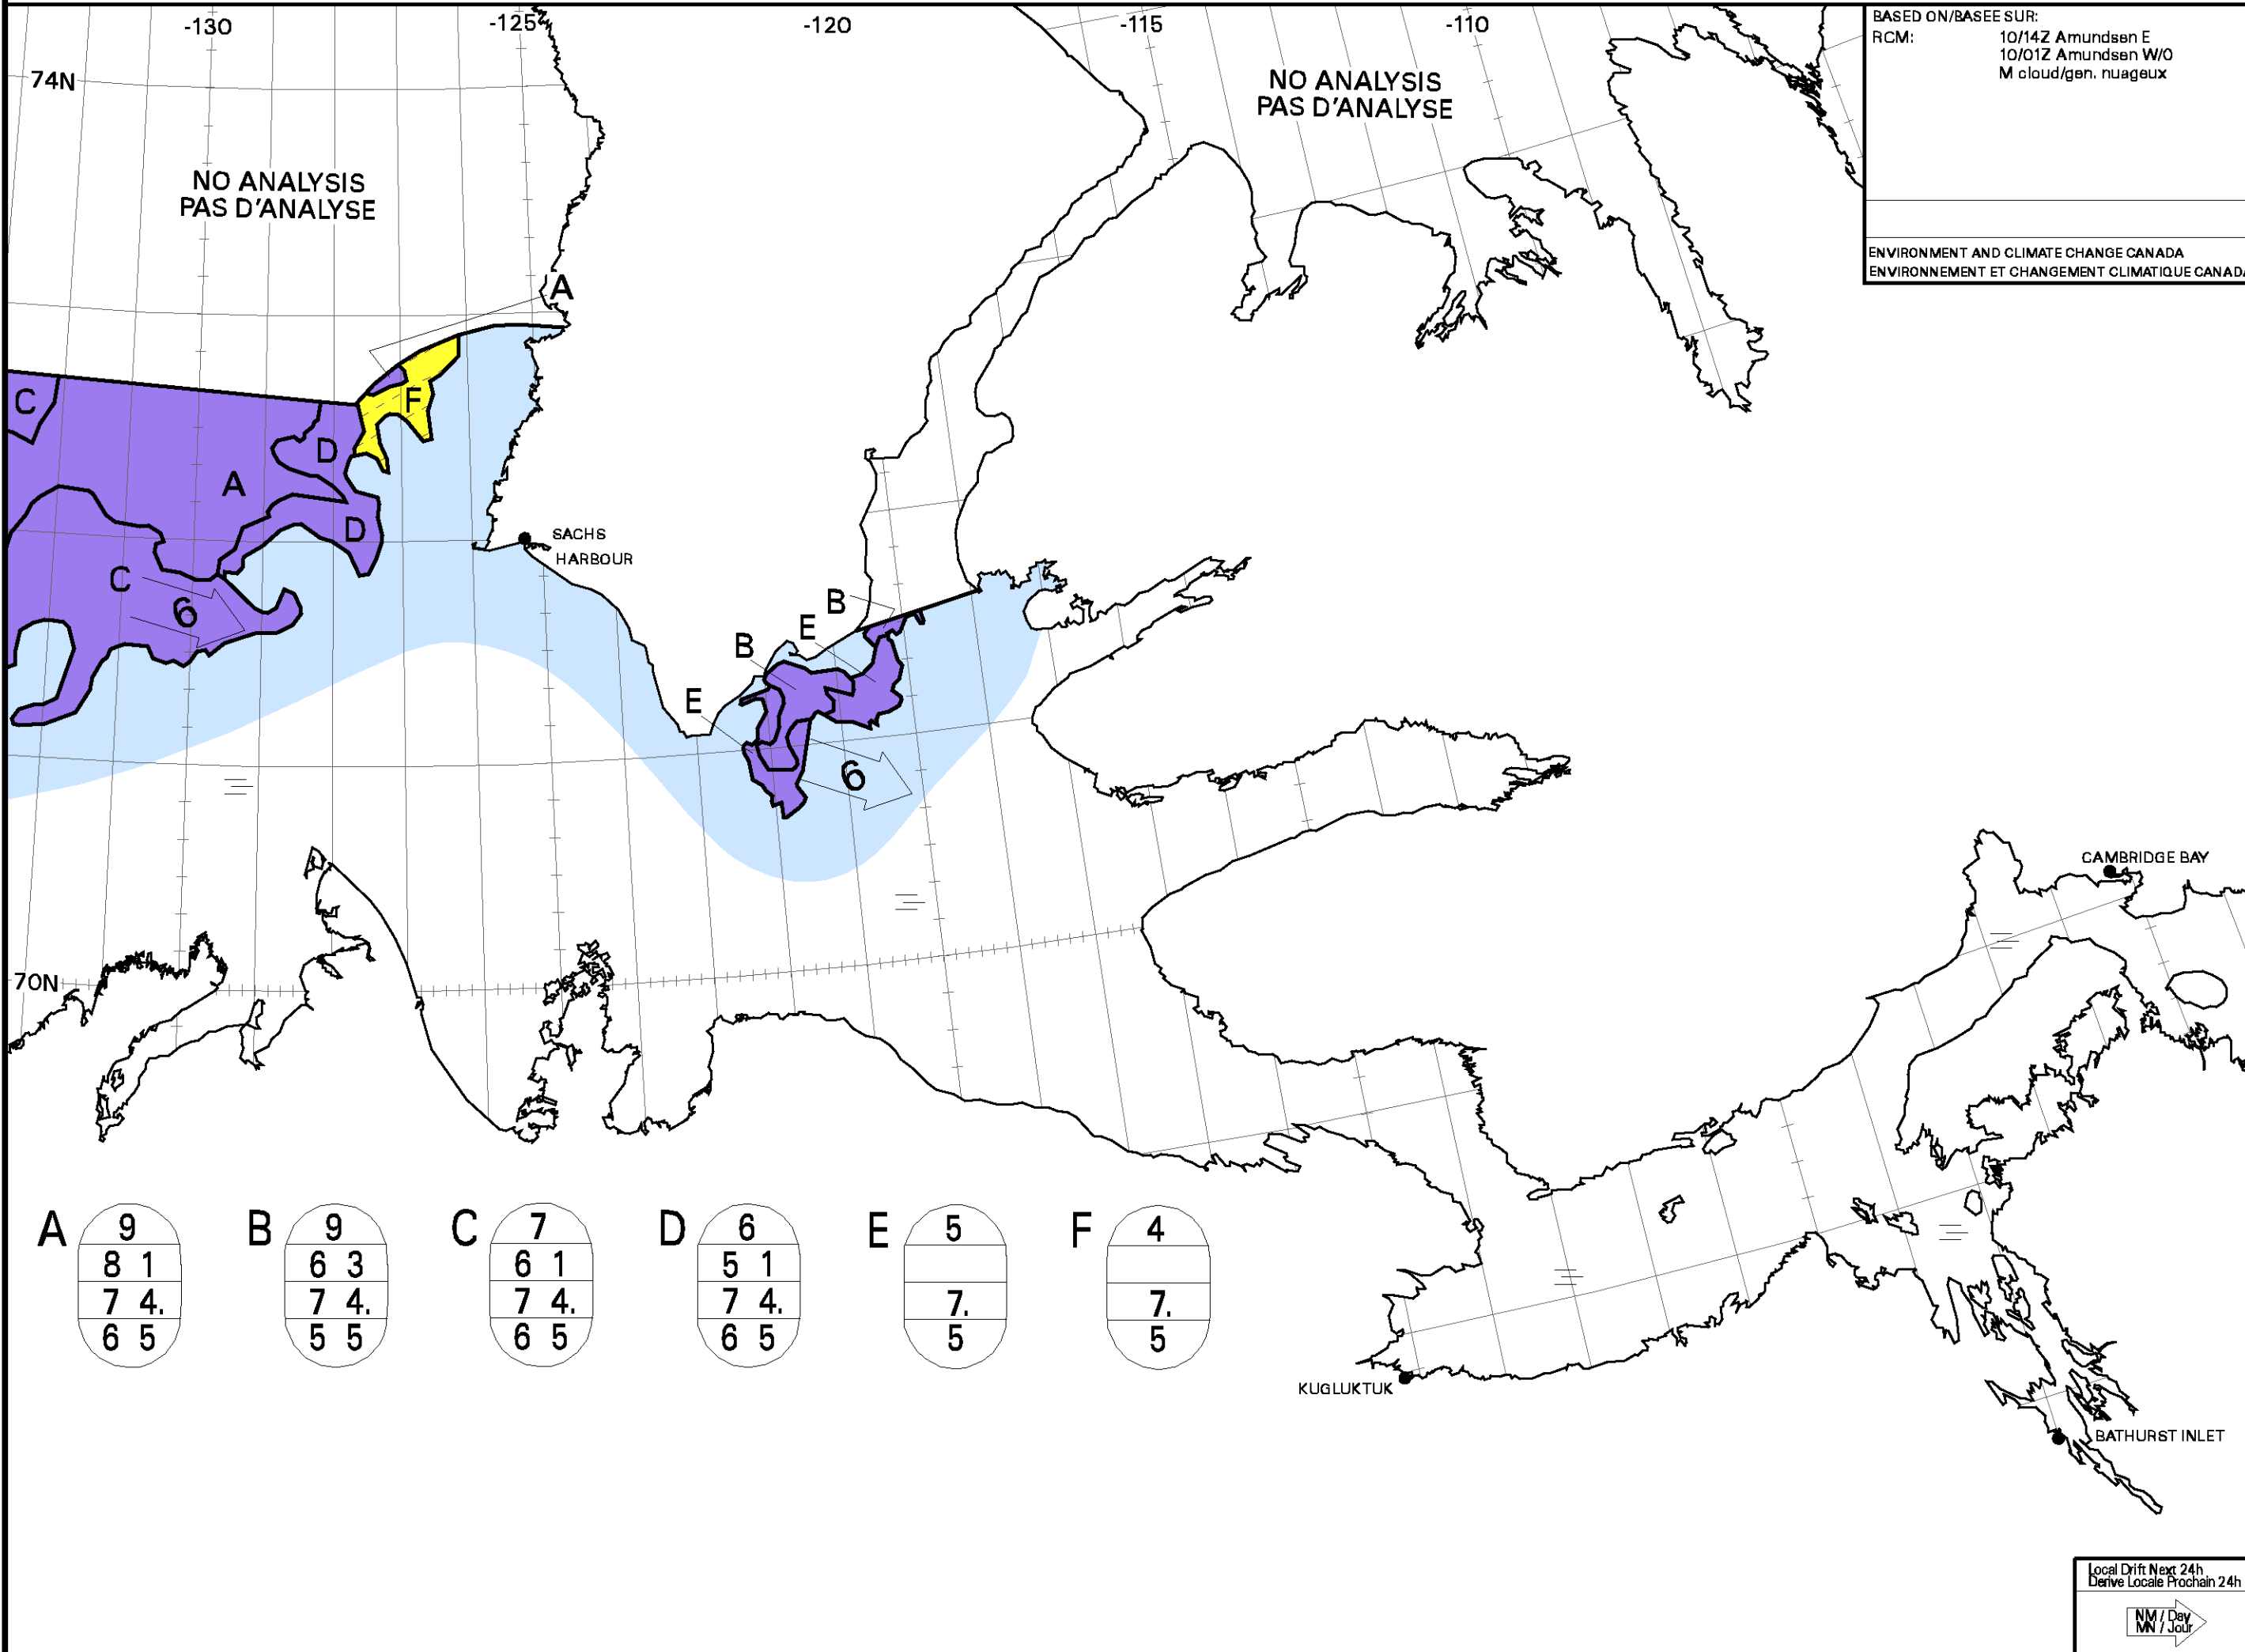 -130
-125
-120
-115
-110
74N
NO ANALYSIS
PAS D'ANALYSE
NO ANALYSIS
PAS D'ANALYSE
BASED ON/BASEE SUR:
RCM: 10/14Z Amundsen E
10/01Z Amundsen W/O
M cloud/gen. nuageux
ENVIRONMENT AND CLIMATE CHANGE CANADA
ENVIRONNEMENT ET CHANGEMENT CLIMATIQUE CANADA
A
C
F
D
A
D
C
6
SACHS
HARBOUR
B
E
B
E
6
CAMBRIDGE BAY
70N
A
9
8 1
7 4.
6 5
B
9
6 3
7 4.
5 5
C
7
6 1
7 4.
6 5
D
6
5 1
7 4.
6 5
E
5
7.
5
F
4
7.
5
KUGLUKTUK
BATHURST INLET
Local Drift Next 24h
Derive Locale Prochain 24h
NM / Day
MN / Jour